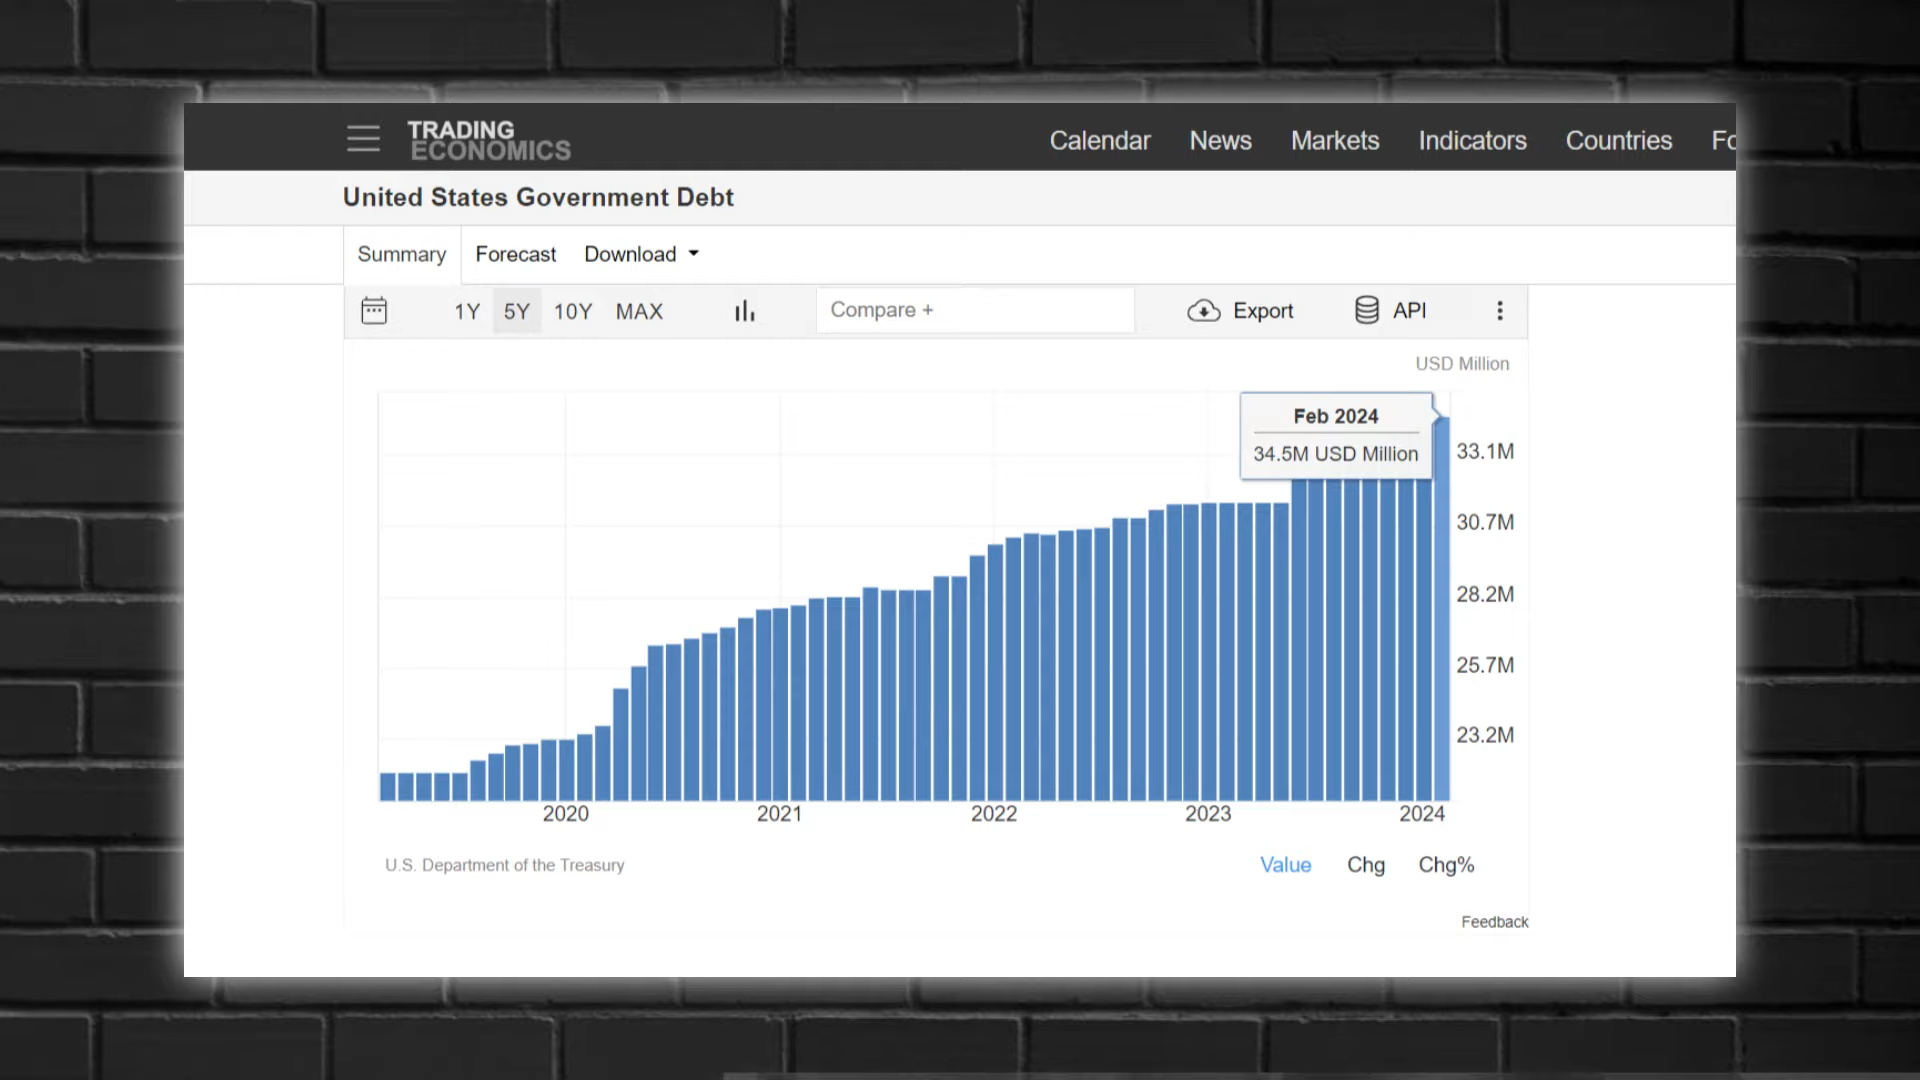 TRADING
ECONOMICS
Calendar News Markets Indicators Countries Fo
United States Government Debt
Summary Forecast Download
1Y 5Y 10Y MAX Compare + Export API
USD Million
Feb 2024
34.5M USD Million
33.1M
30.7M
28.2M
25.7M
23.2M
2020 2021 2022 2023 2024
U.S. Department of the Treasury Value Chg Chg%
Feedback